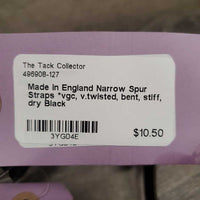 The Tack Collector
496908-127
Made In England Narrow Spur
Straps *vgc, v.twisted, bent, stiff,
dry Black
3YGD4E
$10.50